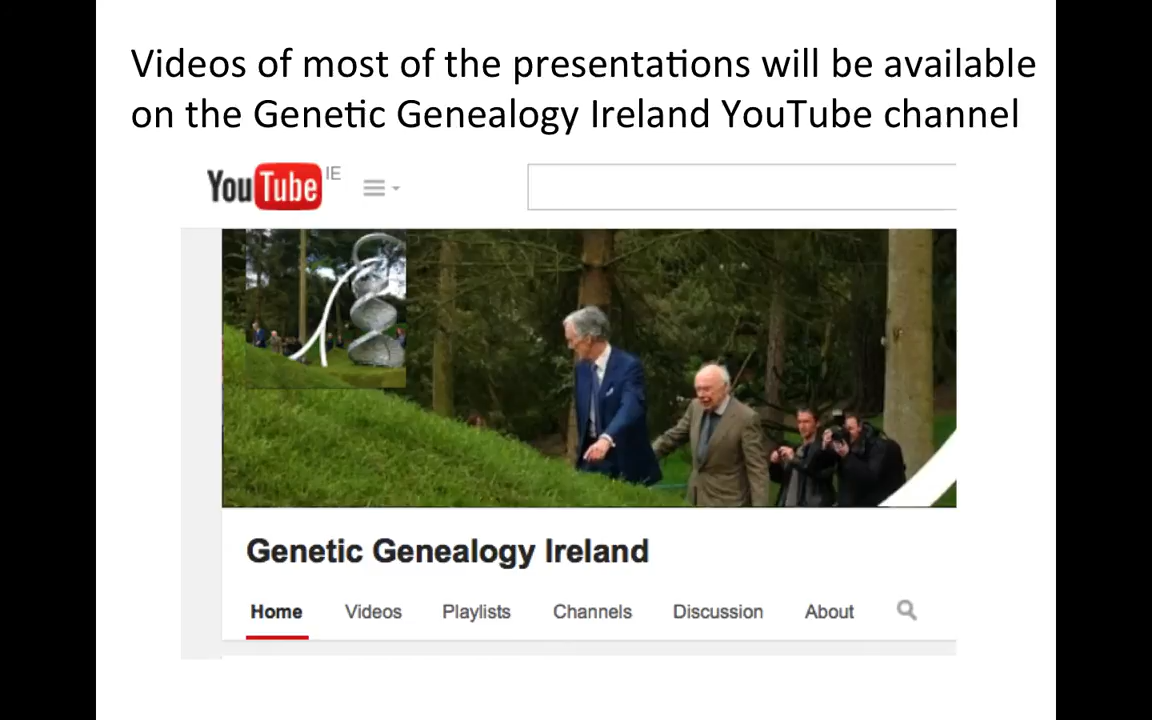 Videos of most of the presentations will be available
on the Genetic Genealogy Ireland YouTube channel
YouTube IE
Genetic Genealogy Ireland
Home Videos Playlists Channels Discussion About